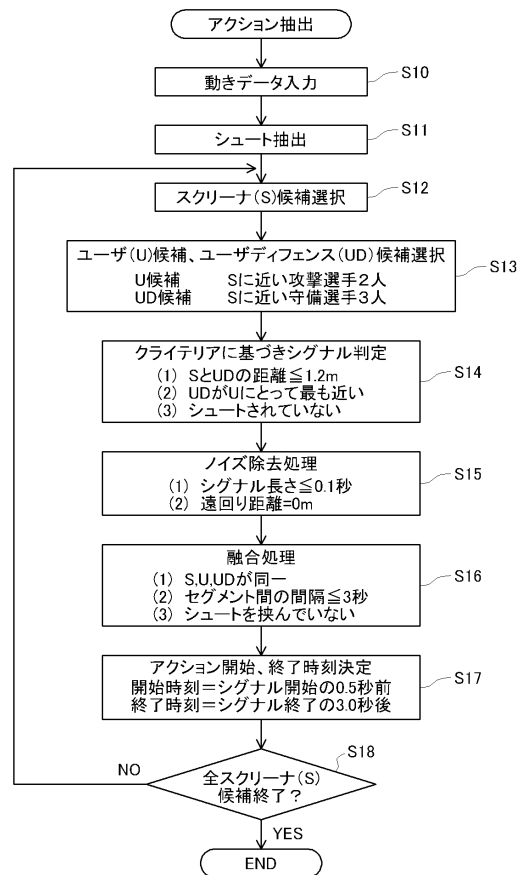 アクション抽出
動きデータ入力
S10
シュート抽出
S11
スクリーナ(S)候補選択
S12
ユーザ(U)候補、ユーザディフェンス(UD)候補選択
U候補 Sに近い攻撃選手2人
UD候補 Sに近い守備選手3人
S13
クライテリアに基づきシグナル判定
(1) SとUDの距離≦1.2m
(2) UDがUにとって最も近い
(3) シュートされていない
S14
ノイズ除去処理
(1) シグナル長さ≦0.1秒
(2) 遠回り距離=0m
S15
融合処理
(1) S,U,UDが同一
(2) セグメント間の間隔≦3秒
(3) シュートを挟んでいない
S16
アクション開始、終了時刻決定
開始時刻=シグナル開始の0.5秒前
終了時刻=シグナル終了の3.0秒後
S17
全スクリーナ(S)
候補終了?
S18
NO
YES
END